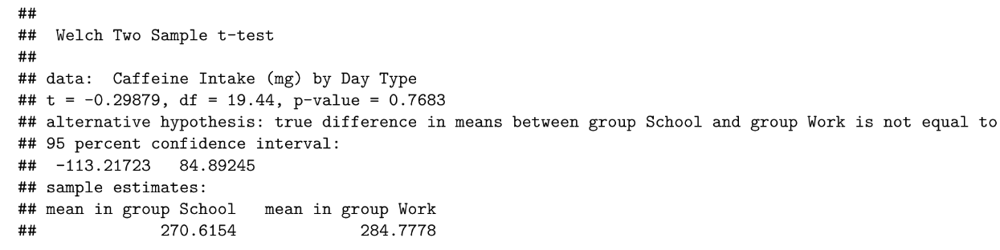 ##
## Welch Two Sample t-test
##
## data: Caffeine Intake (mg) by Day Type
## t = -0.29879, df = 19.44, p-value = 0.7683
## alternative hypothesis: true difference in means between group School and group Work is not equal to
## 95 percent confidence interval:
## -113.21723 84.89245
## sample estimates:
## mean in group School mean in group Work
## 270.6154 284.7778